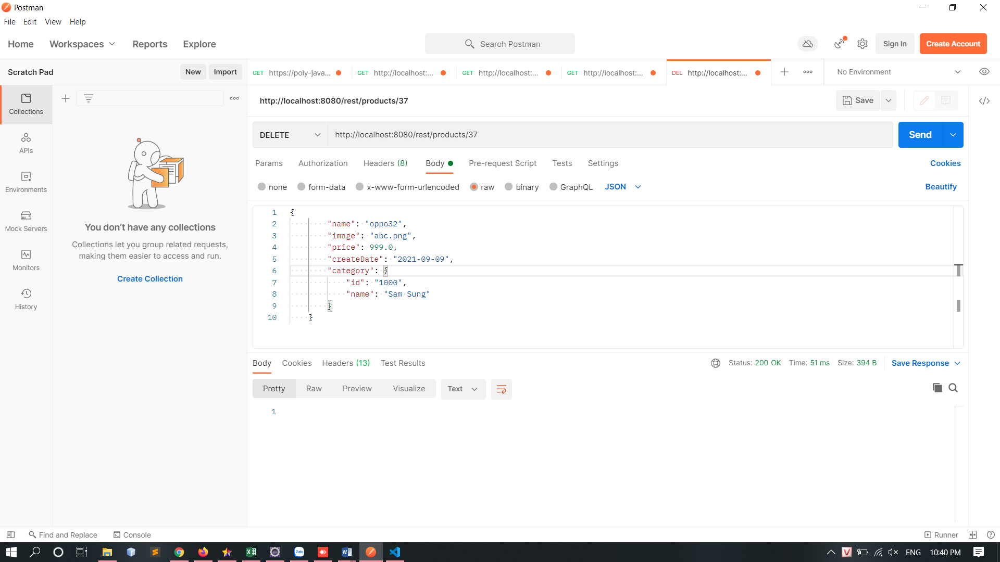 Postman
File Edit View Help
Home Workspaces Reports Explore
Search Postman
Sign In
Create Account
Scratch Pad
New
Import
GET https://poly-java...
GET http://localhost:...
GET http://localhost:...
GET http://localhost:...
DEL http://localhost:...
No Environment
Collections
APIs
Environments
Mock Servers
Monitors
History
You don't have any collections
Collections let you group related requests,
making them easier to access and run.
Create Collection
http://localhost:8080/rest/products/37
Save
DELETE http://localhost:8080/rest/products/37
Send
Params Authorization Headers (8) Body Pre-request Script Tests Settings Cookies
none form-data x-www-form-urlencoded raw binary GraphQL JSON Beautify
1 {
2 "name": "oppo32",
3 "image": "abc.png",
4 "price": 999.0,
5 "createDate": "2021-09-09",
6 "category": {
7 "id": "1000",
8 "name": "Sam Sung"
9 }
10 }
Body Cookies Headers (13) Test Results
Status: 200 OK Time: 51 ms Size: 394 B Save Response
Pretty Raw Preview Visualize Text
1
Find and Replace Console
Runner
Zalo
ENG 10:40 PM